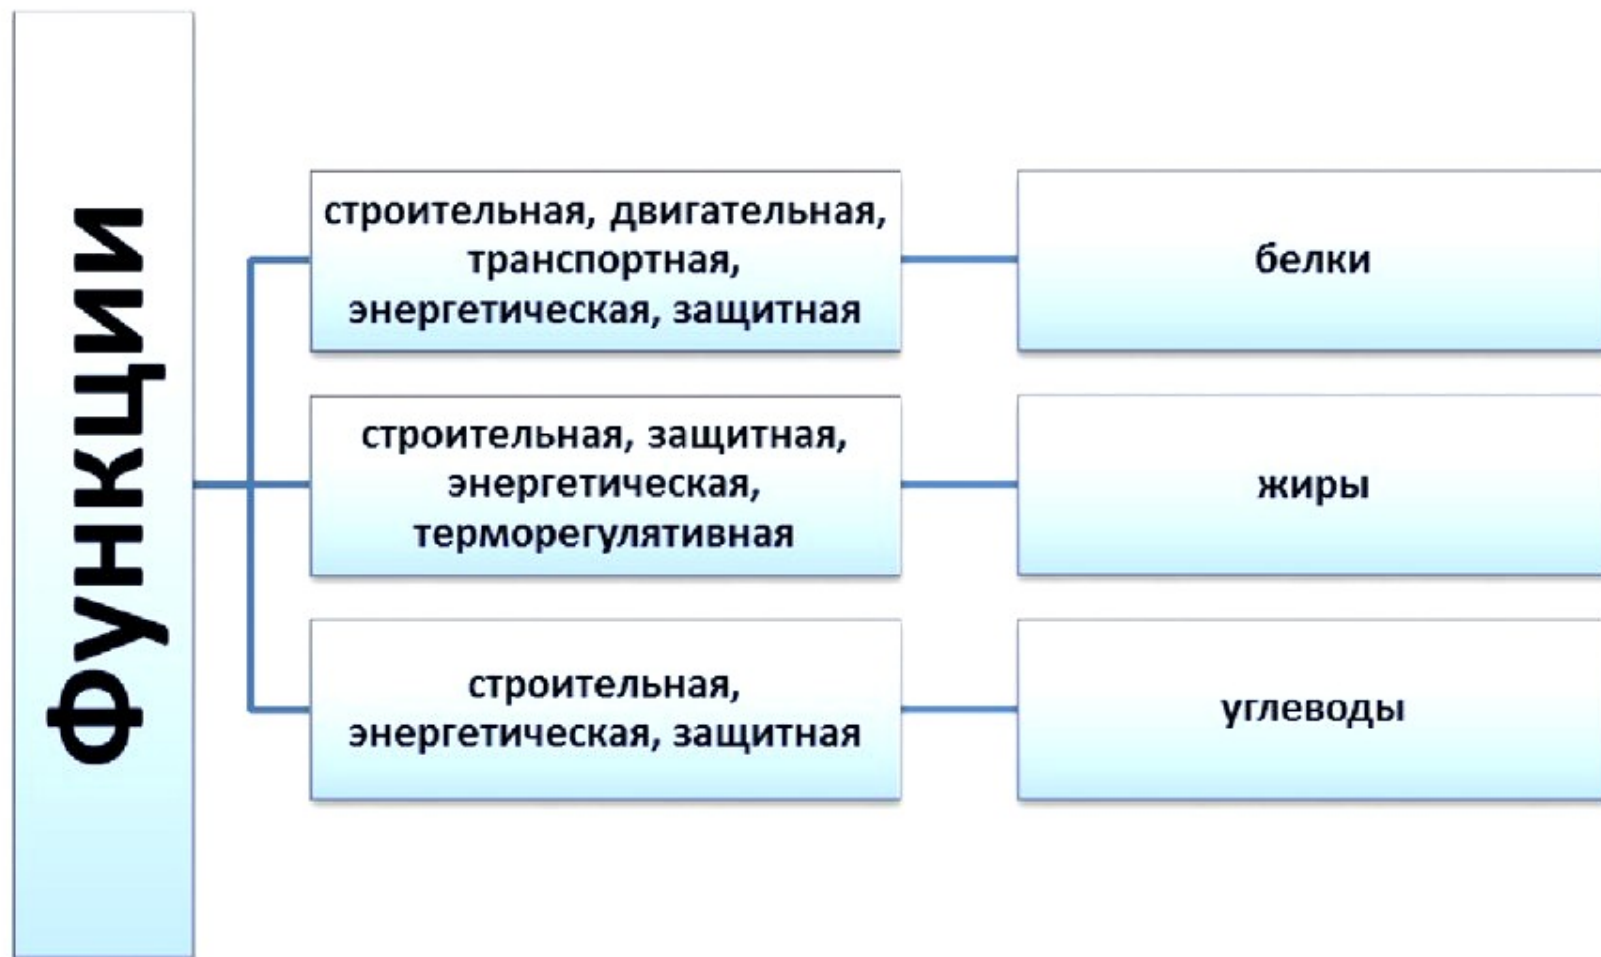 Функции
строительная, двигательная,
транспортная,
энергетическая, защитная
белки
строительная, защитная,
энергетическая,
терморегулятивная
жиры
строительная,
энергетическая, защитная
углеводы